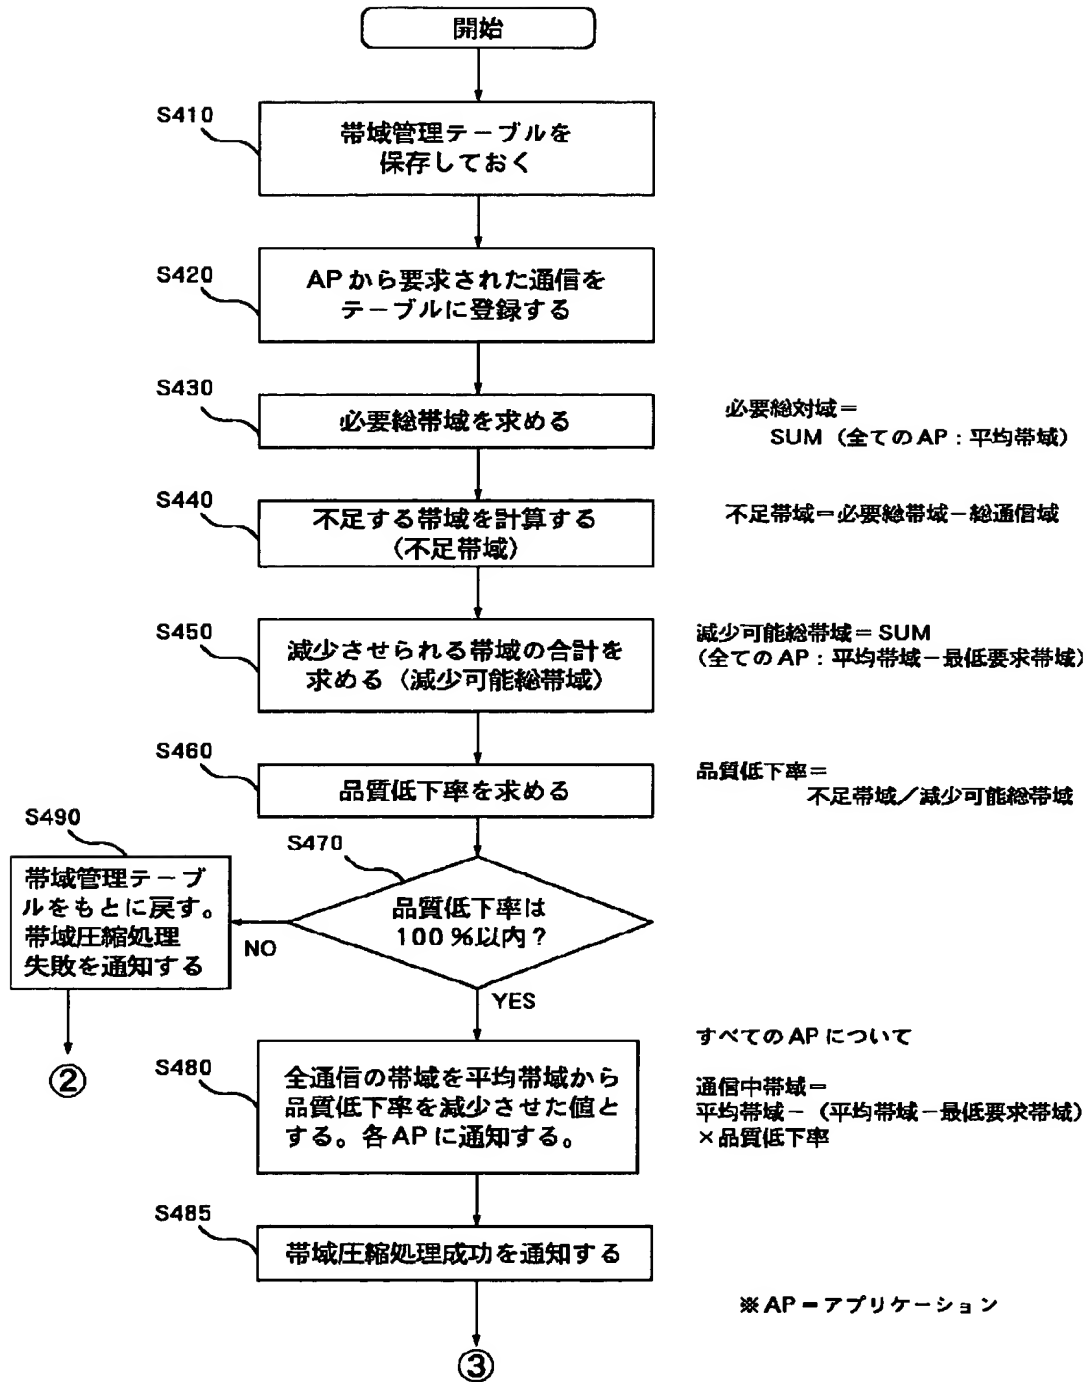 開始
S410
帯域管理テーブルを
保存しておく
S420
APから要求された通信を
テーブルに登録する
S430
必要総帯域を求める
必要総対域=
SUM(全てのAP:平均帯域)
S440
不足する帯域を計算する
(不足帯域)
不足帯域=必要総帯域-総通信域
S450
減少させられる帯域の合計を
求める(減少可能総帯域)
減少可能総帯域=SUM
(全てのAP:平均帯域-最低要求帯域)
S460
品質低下率を求める
品質低下率=
不足帯域/減少可能総帯域
S470
品質低下率は
100%以内?
NO
YES
S490
帯域管理テーブ
ルをもとに戻す。
帯域圧縮処理
失敗を通知する
②
S480
全通信の帯域を平均帯域から
品質低下率を減少させた値と
する。各APに通知する。
すべてのAPについて
通信中帯域=
平均帯域-(平均帯域-最低要求帯域)
×品質低下率
S485
帯域圧縮処理成功を通知する
※AP=アプリケーション
③